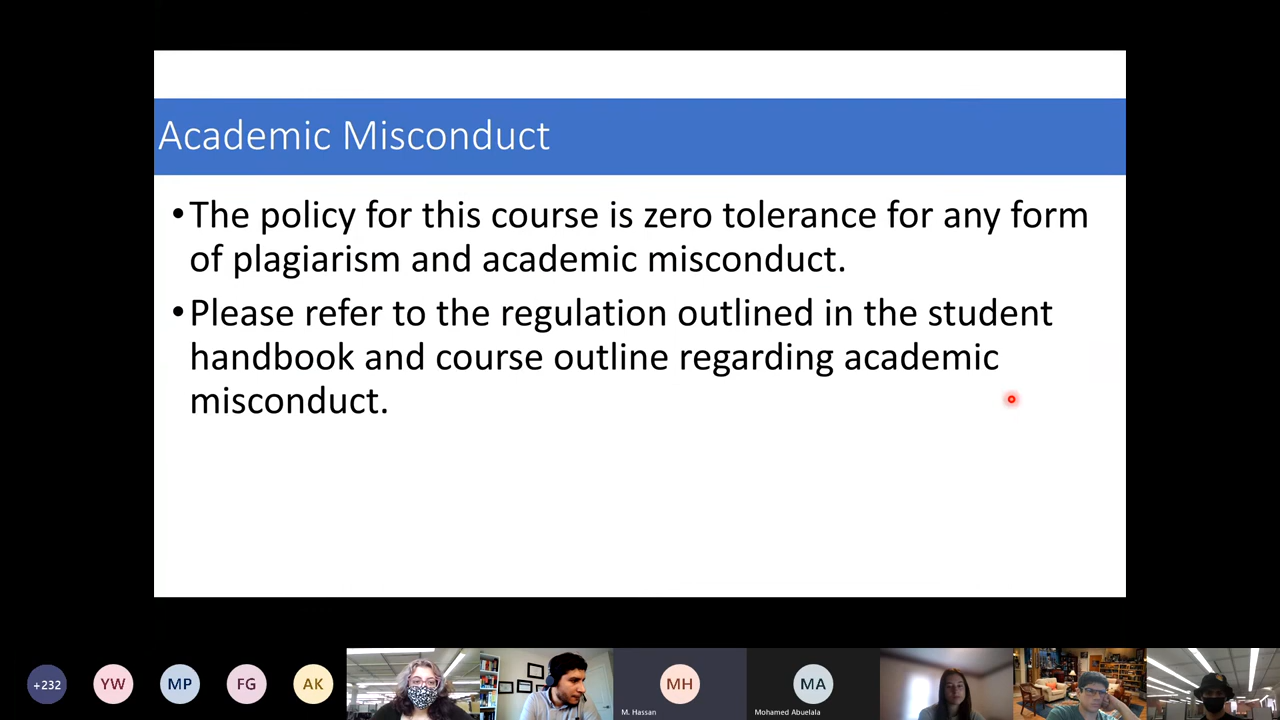 Academic Misconduct
•The policy for this course is zero tolerance for any form
of plagiarism and academic misconduct.
•Please refer to the regulation outlined in the student
handbook and course outline regarding academic
misconduct.
+232
YW
MP
FG
AK
MH
M. Hassan
MA
Mohamed Abuelala